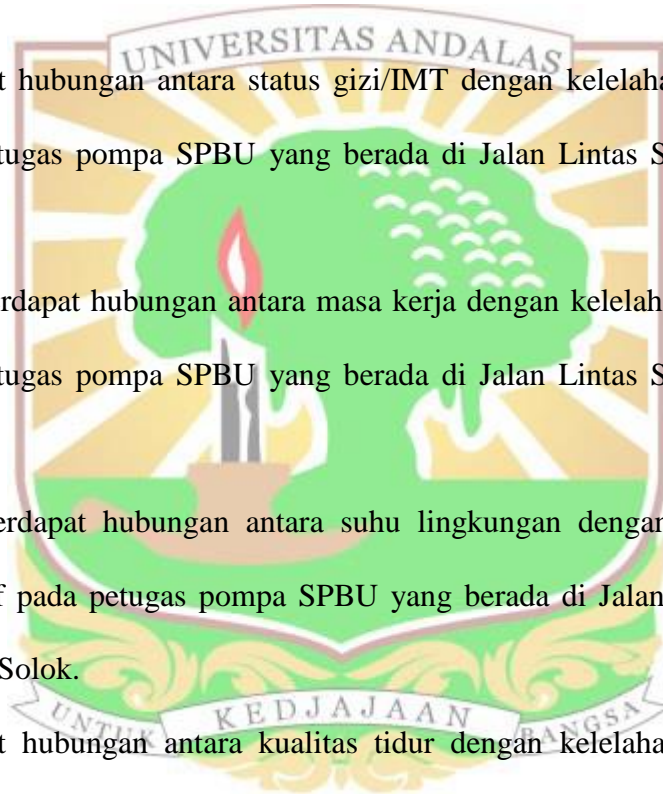 UNIVERSITAS ANDALAS
t hubungan antara status gizi/IMT dengan kelelaha
tugas pompa SPBU yang berada di Jalan Lintas S
rdapat hubungan antara masa kerja dengan kelelah
tugas pompa SPBU yang berada di Jalan Lintas S
erdapat hubungan antara suhu lingkungan dengan
f pada petugas pompa SPBU yang berada di Jalan
Solok.
UNTUK KEDJAJAAN BANGSA
t hubungan antara kualitas tidur dengan kelelaha